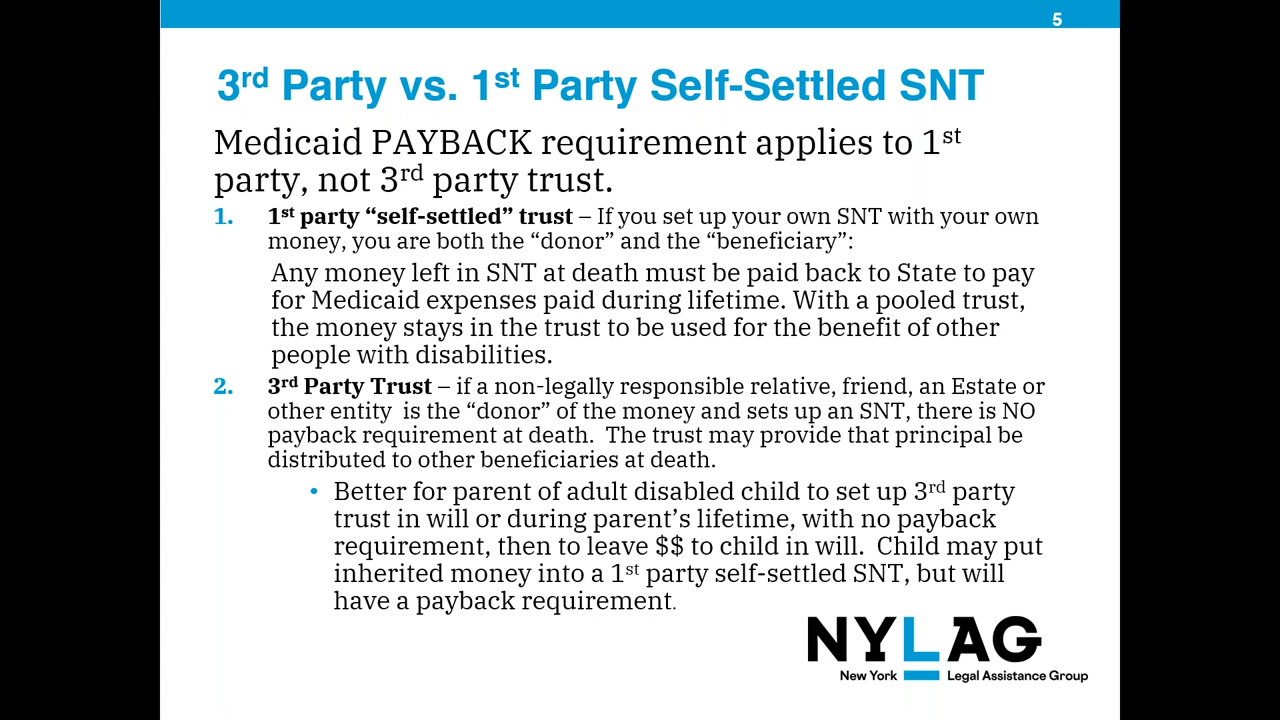 5
3rd Party vs. 1st Party Self-Settled SNT
Medicaid PAYBACK requirement applies to 1st
party, not 3rd party trust.
1. 1st party “self-settled” trust – If you set up your own SNT with your own
money, you are both the “donor” and the “beneficiary”:
Any money left in SNT at death must be paid back to State to pay
for Medicaid expenses paid during lifetime. With a pooled trust,
the money stays in the trust to be used for the benefit of other
people with disabilities.
2. 3rd Party Trust – if a non-legally responsible relative, friend, an Estate or
other entity is the “donor” of the money and sets up an SNT, there is NO
payback requirement at death. The trust may provide that principal be
distributed to other beneficiaries at death.
• Better for parent of adult disabled child to set up 3rd party
trust in will or during parent’s lifetime, with no payback
requirement, then to leave $$ to child in will. Child may put
inherited money into a 1st party self-settled SNT, but will
have a payback requirement.
NYLAG
New York Legal Assistance Group